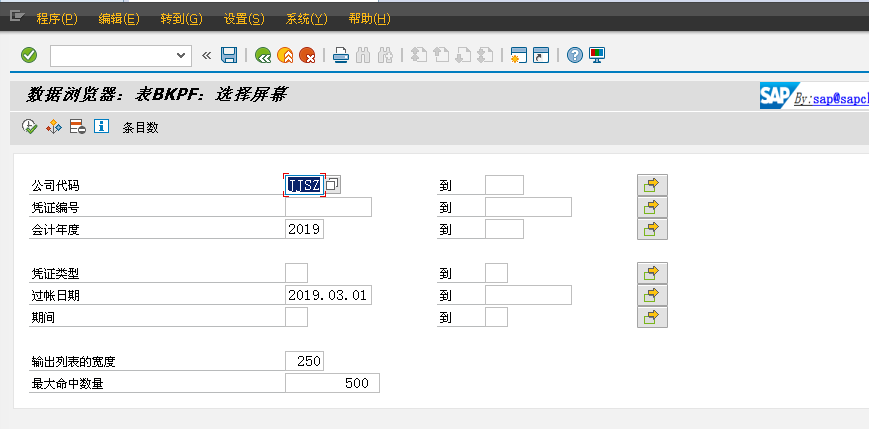 程序(P) 编辑(E) 转到(G) 设置(S) 系统(Y) 帮助(H)
数据浏览器：表BKPF：选择屏幕
SAP By:sap@sapcl
条目数
公司代码 TJSZ 到
凭证编号 到
会计年度 2019 到
凭证类型 到
过帐日期 2019.03.01 到
期间 到
输出列表的宽度 250
最大命中数量 500